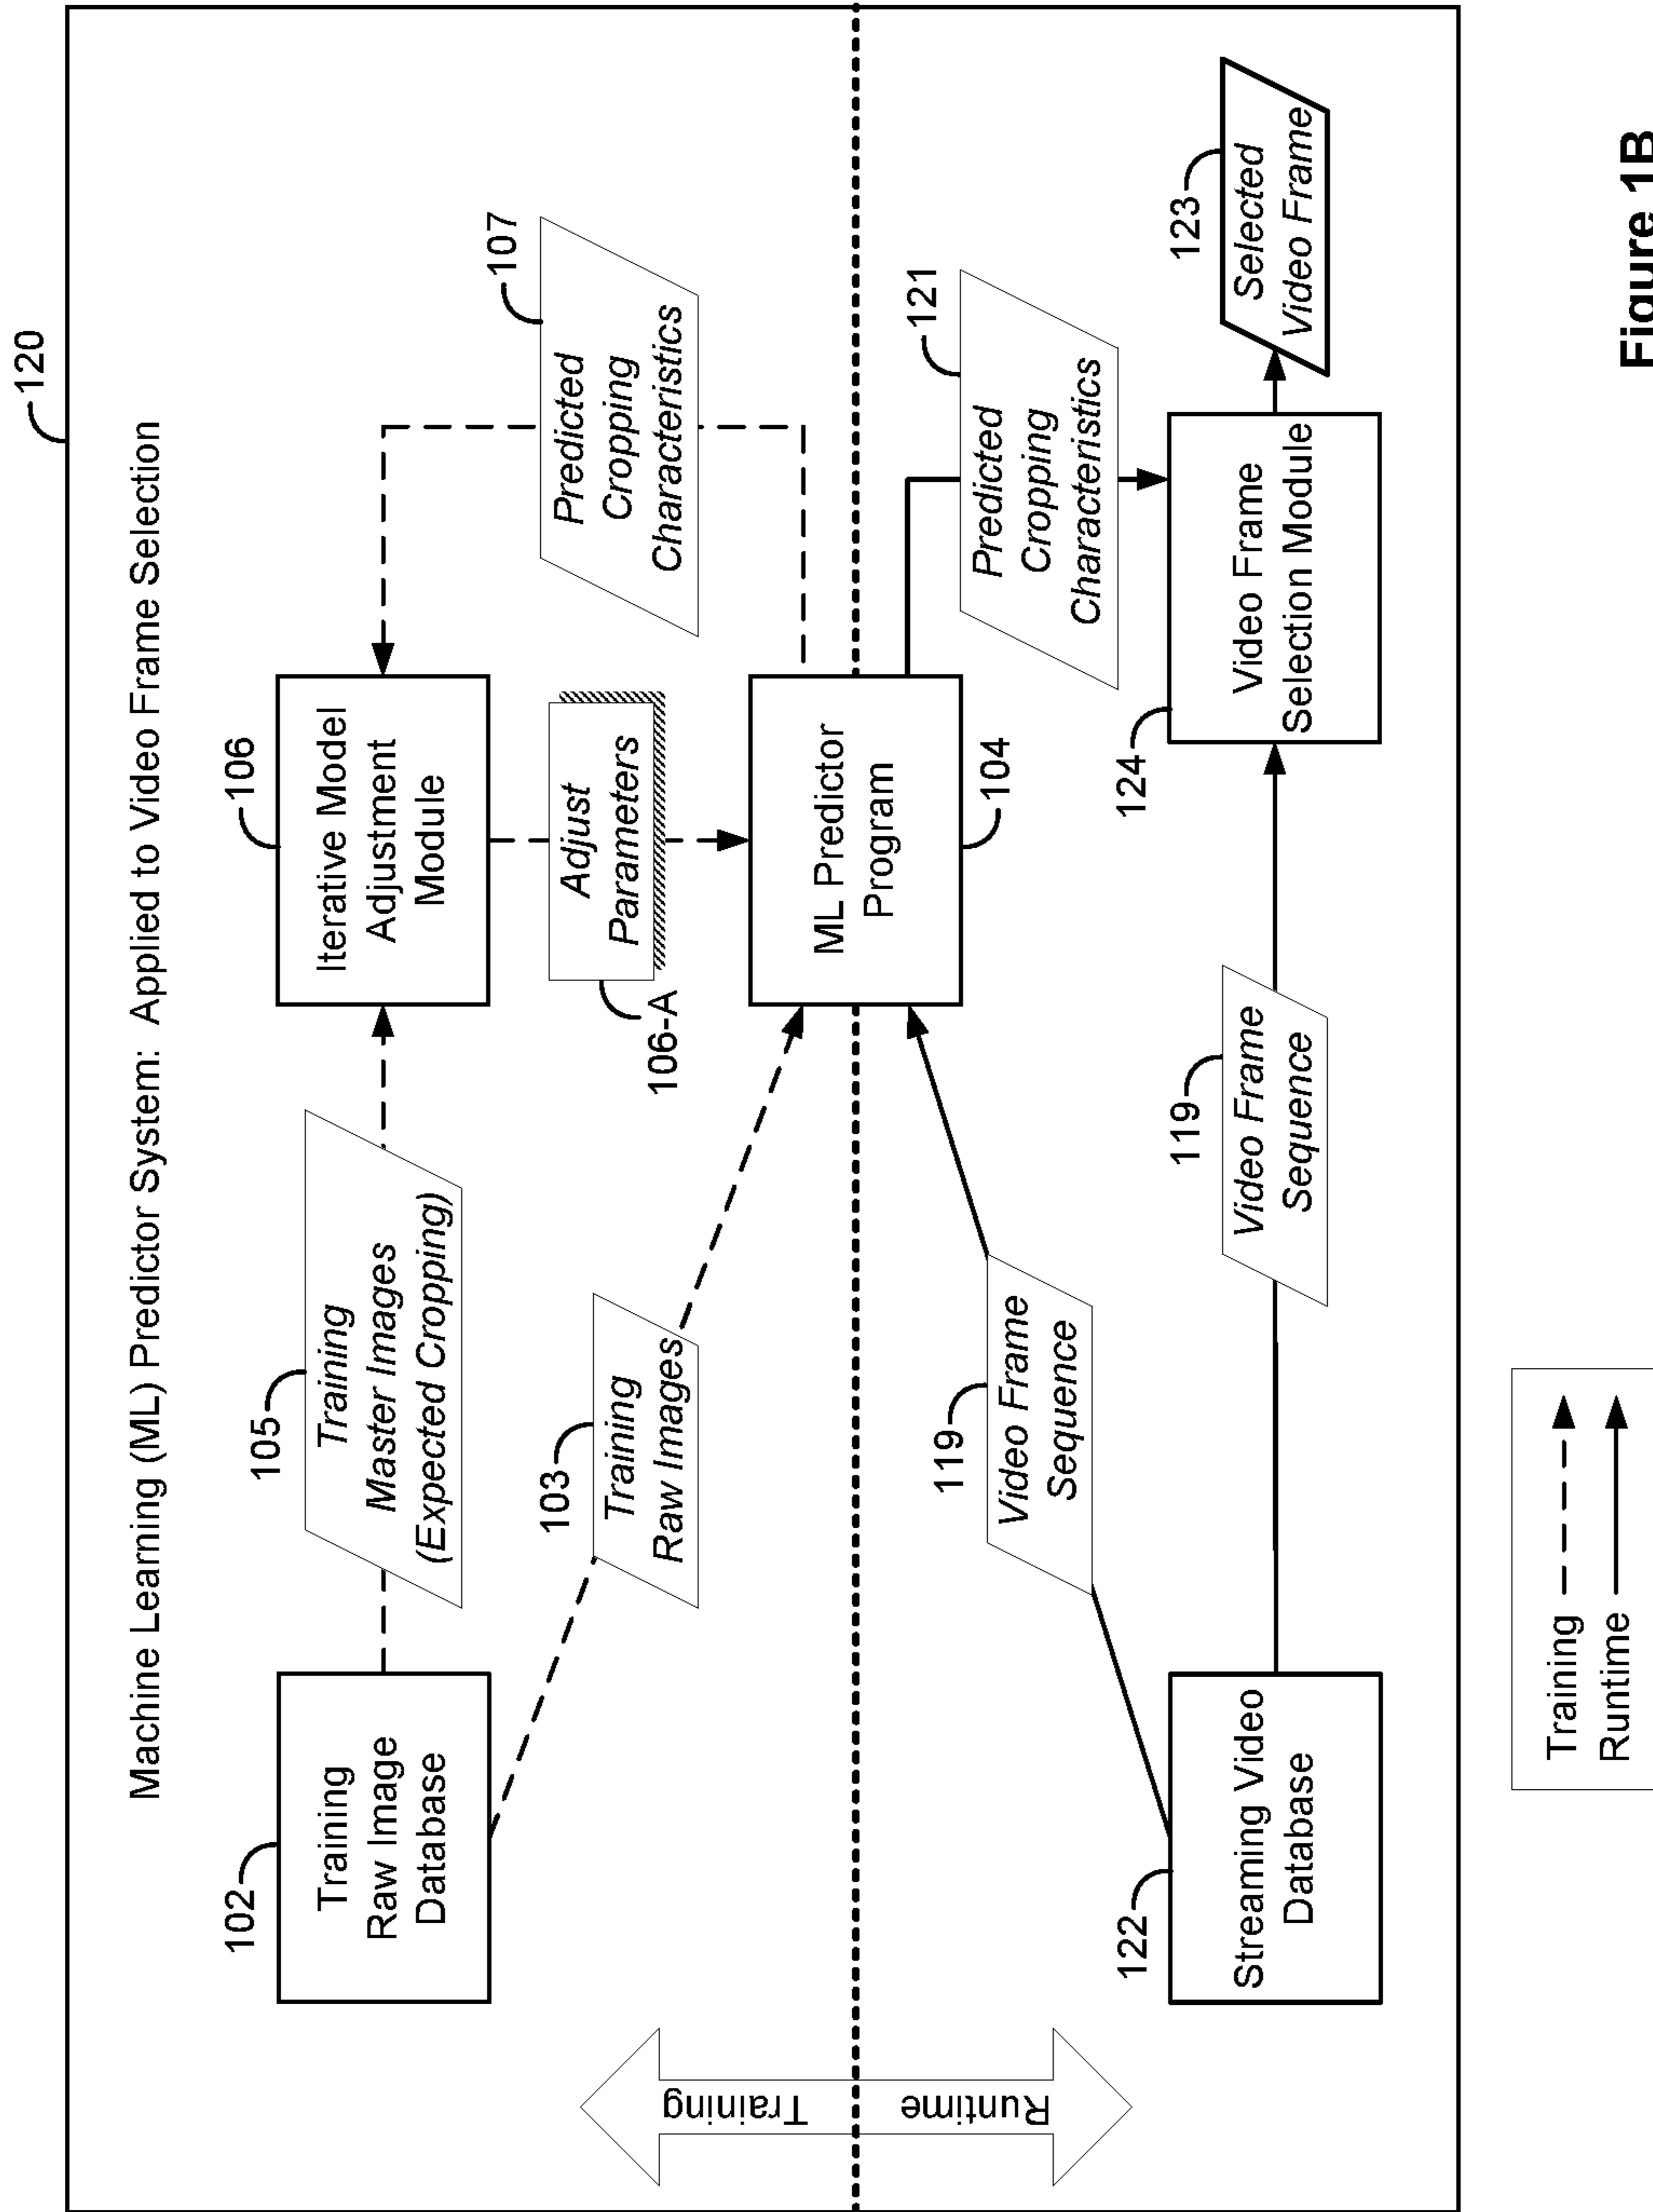 120
Machine Learning (ML) Predictor System: Applied to Video Frame Selection
102
Training
Raw Image
Database
105
Training
Master Images
(Expected Cropping)
106
Iterative Model
Adjustment
Module
103
Training
Raw Images
106-A
Adjust
Parameters
107
Predicted
Cropping
Characteristics
Training
Runtime
ML Predictor
Program
104
119
Video Frame
Sequence
121
Predicted
Cropping
Characteristics
122
Streaming Video
Database
119
Video Frame
Sequence
124
Video Frame
Selection Module
123
Selected
Video Frame
Training
Runtime
Figure 1B